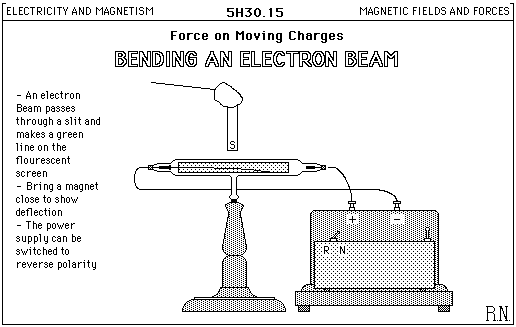 ELECTRICITY AND MAGNETISM
5H30.15
MAGNETIC FIELDS AND FORCES
Force on Moving Charges
BENDING AN ELECTRON BEAM
- An electron
Beam passes
through a slit and
makes a green
line on the
flourescent
screen
- Bring a magnet
close to show
deflection
- The power
supply can be
switched to
reverse polarity
S
+ −
R N
R.N.